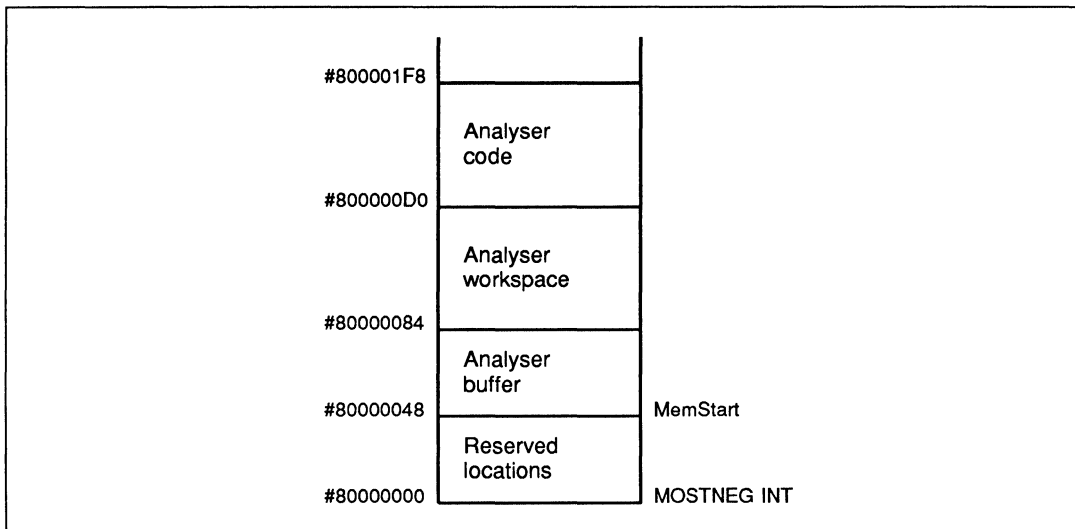 #800001F8
Analyser
code
#800000D0
Analyser
workspace
#80000084
Analyser
buffer
#80000048
MemStart
Reserved
locations
#80000000
MOSTNEG INT